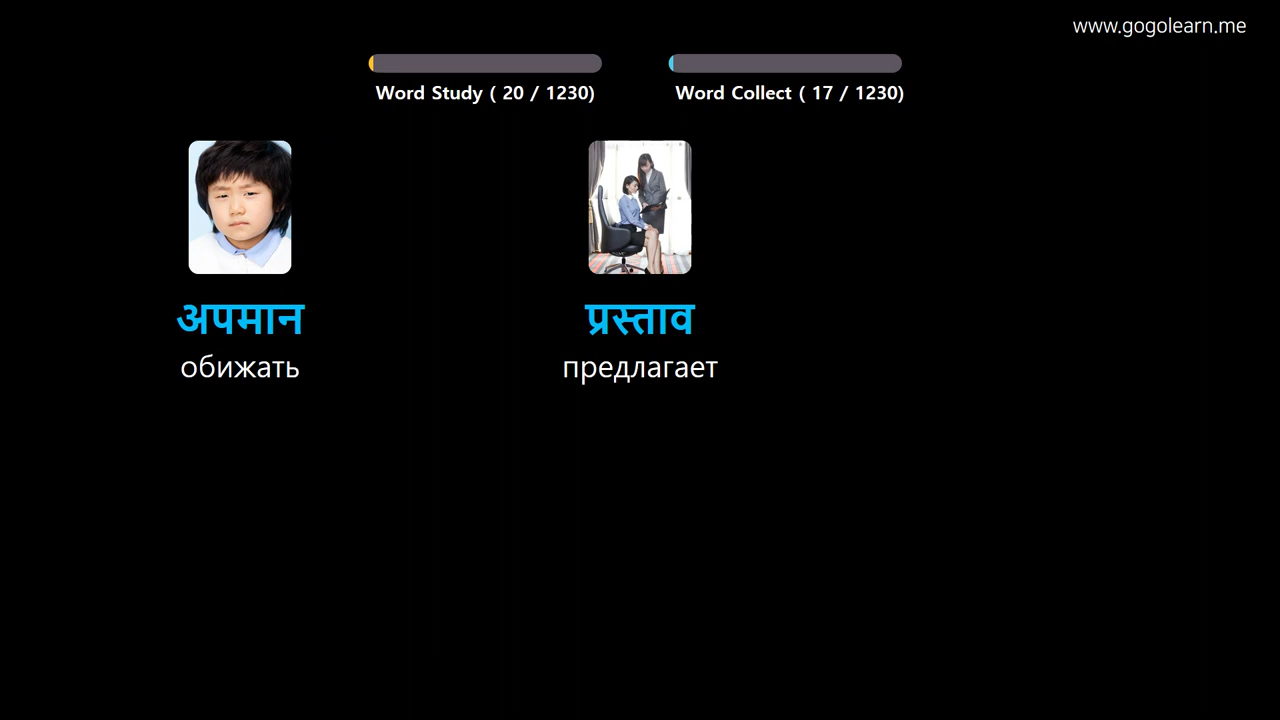 www.gogolearn.me
Word Study ( 20 / 1230)
Word Collect ( 17 / 1230)
अपमान
обижать
प्रस्ताव
предлагает